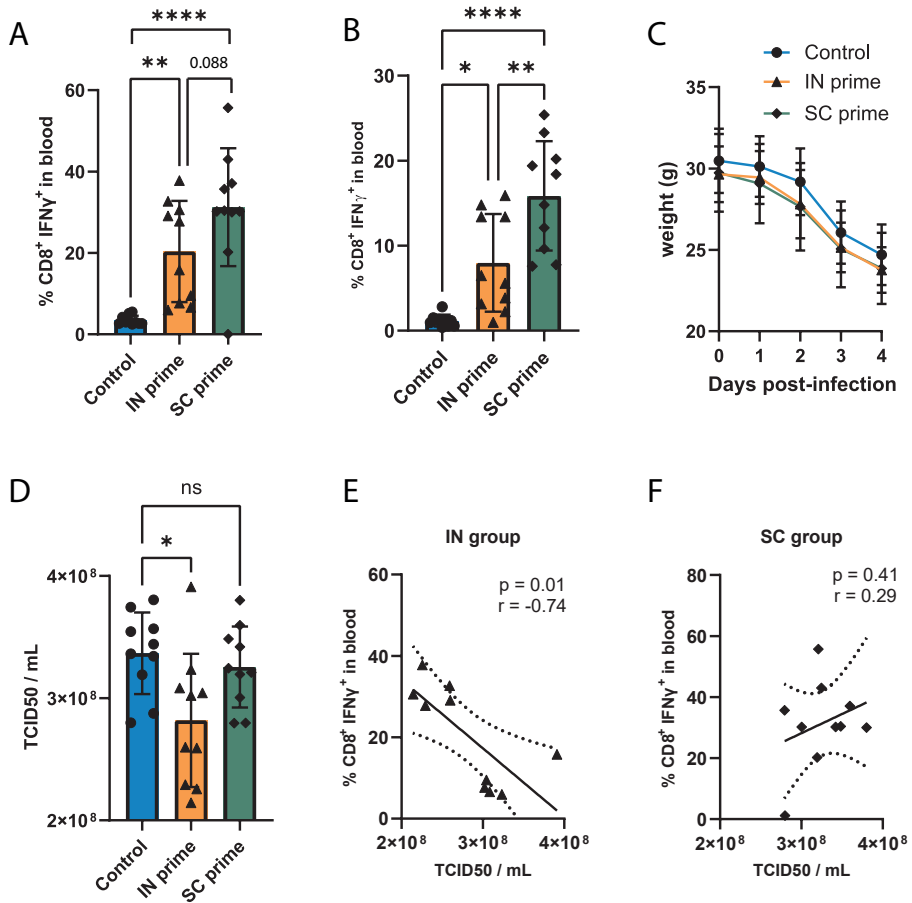 A
****
**
0.088
% CD8⁺ IFNγ⁺ in blood
60
40
20
0
Control
IN prime
SC prime
B
****
*
**
% CD8⁺ IFNγ⁺ in blood
30
20
10
0
Control
IN prime
SC prime
C
Control
IN prime
SC prime
weight (g)
35
30
25
20
0 1 2 3 4
Days post-infection
D
ns
*
TCID50 / mL
4×10⁸
3×10⁸
2×10⁸
Control
IN prime
SC prime
E
IN group
p = 0.01
r = -0.74
% CD8⁺ IFNγ⁺ in blood
60
40
20
0
2×10⁸ 3×10⁸ 4×10⁸
TCID50 / mL
F
SC group
p = 0.41
r = 0.29
% CD8⁺ IFNγ⁺ in blood
80
60
40
20
0
2×10⁸ 3×10⁸ 4×10⁸
TCID50 / mL